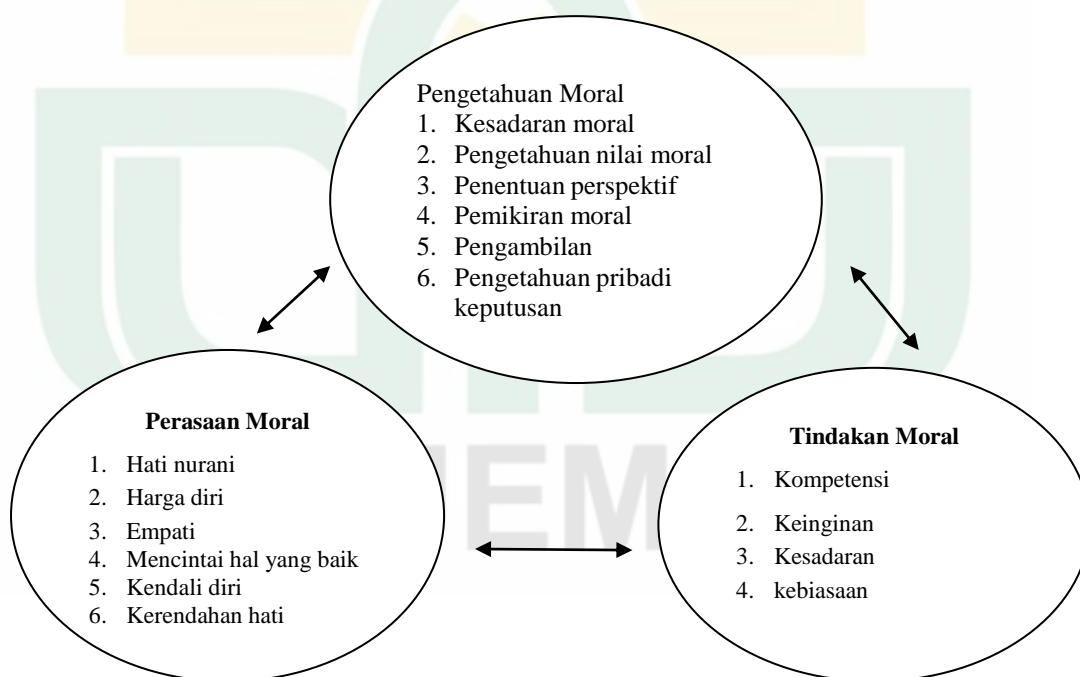 Pengetahuan Moral
1. Kesadaran moral
2. Pengetahuan nilai moral
3. Penentuan perspektif
4. Pemikiran moral
5. Pengambilan
6. Pengetahuan pribadi
keputusan
Perasaan Moral
1. Hati nurani
2. Harga diri
3. Empati
4. Mencintai hal yang baik
5. Kendali diri
6. Kerendahan hati
Tindakan Moral
1. Kompetensi
2. Keinginan
3. Kesadaran
4. kebiasaan